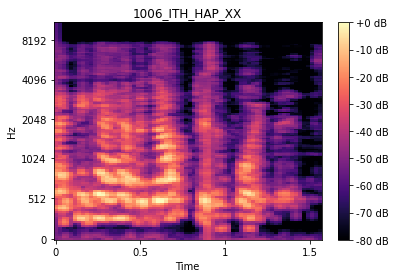 1006_ITH_HAP_XX
Hz
8192
4096
2048
1024
512
0
0
0.5
1
1.5
Time
+0 dB
-10 dB
-20 dB
-30 dB
-40 dB
-50 dB
-60 dB
-70 dB
-80 dB